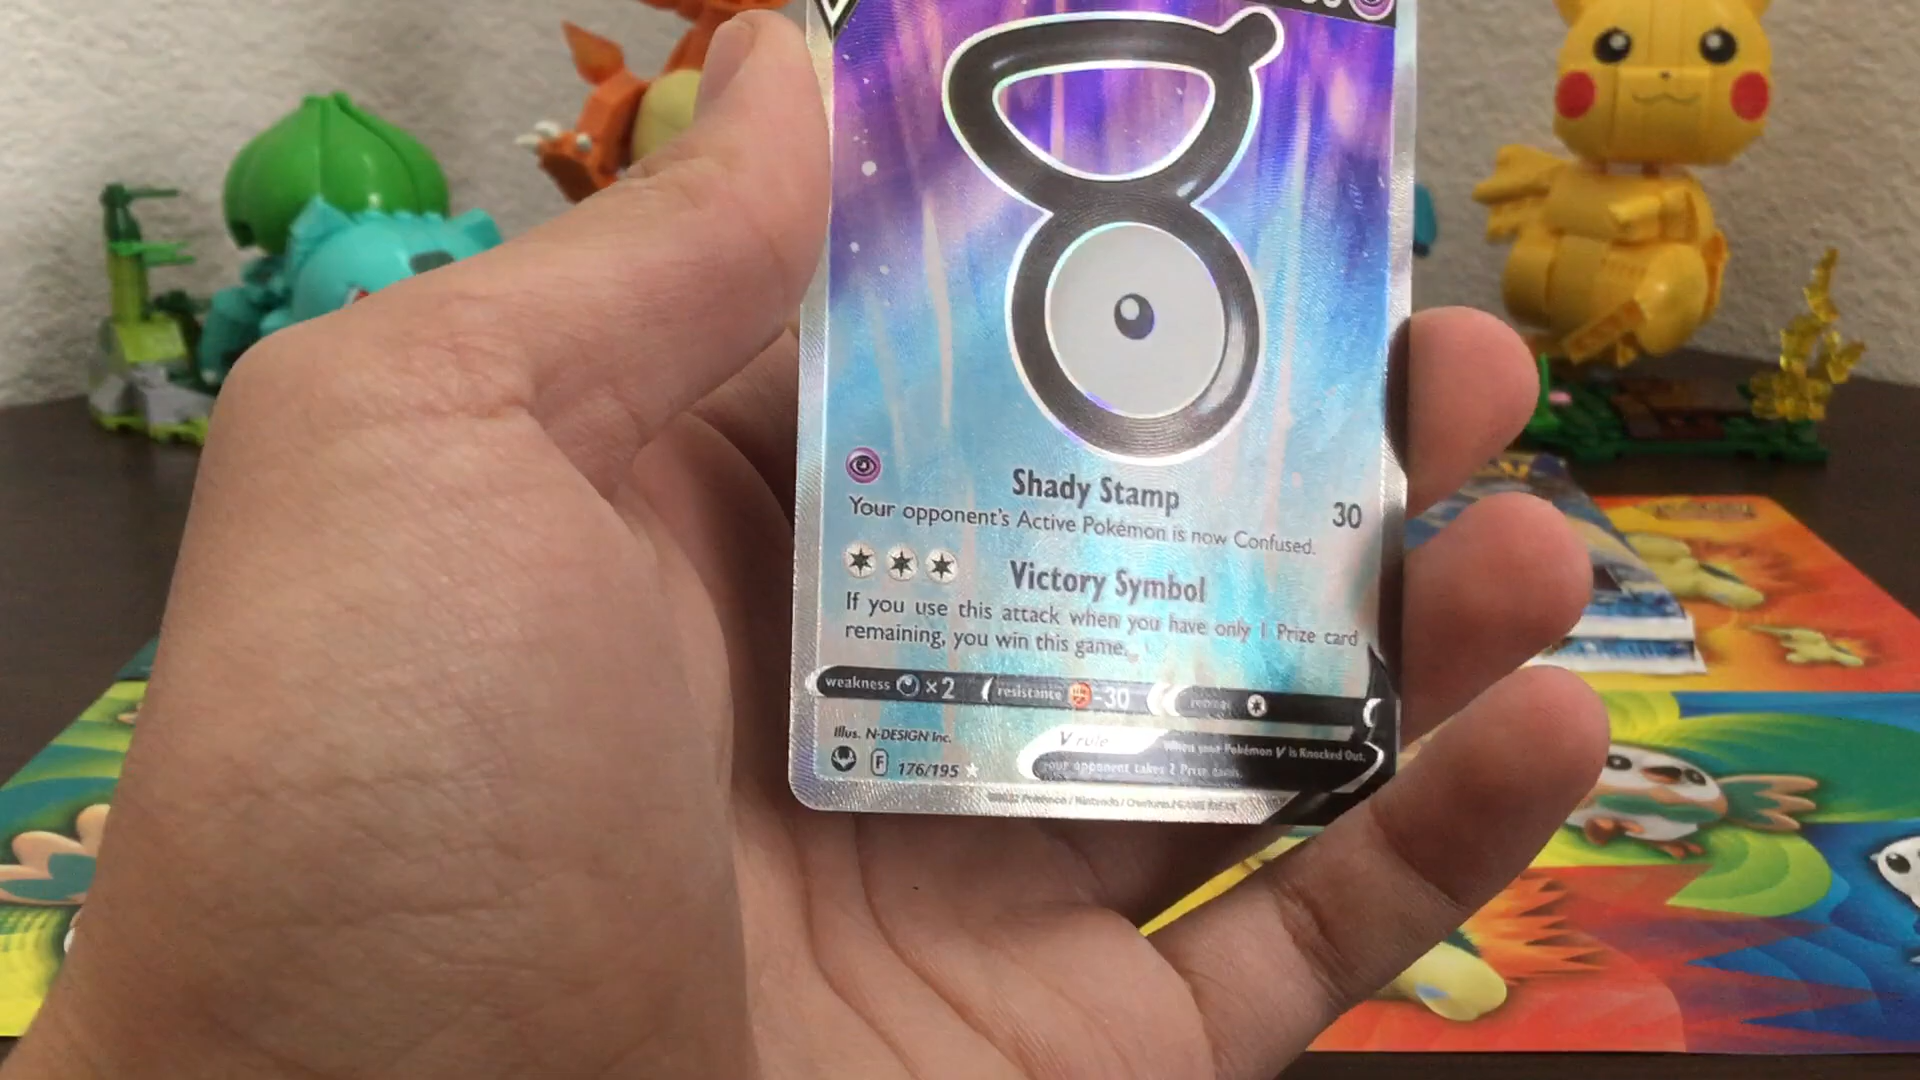 Shady Stamp 30
Your opponent's Active Pokémon is now Confused.
Victory Symbol
If you use this attack when you have only 1 Prize card
remaining, you win this game.
weakness ×2 resistance -30 retreat
Illus. N-DESIGN Inc.
F 176/195
V rule When your Pokémon V is Knocked Out,
your opponent takes 2 Prize cards.